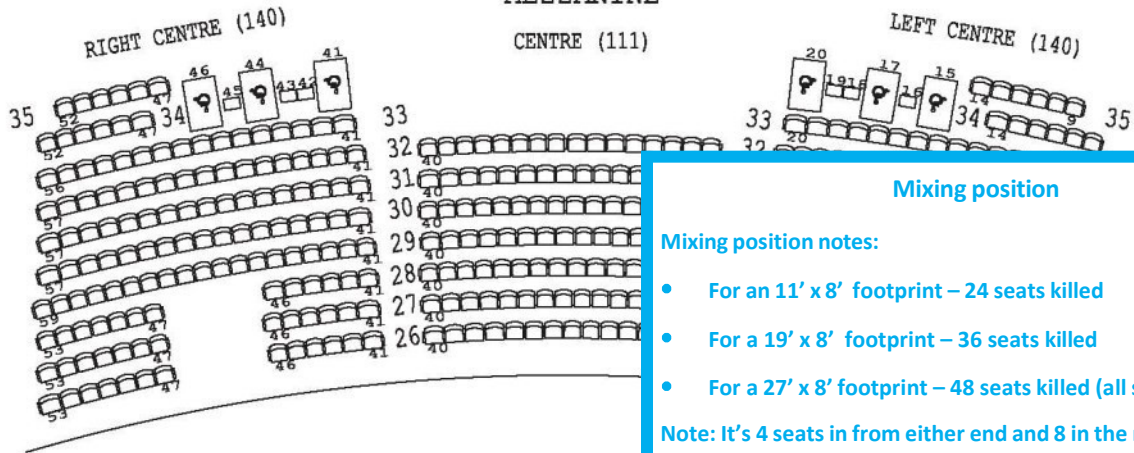 RIGHT CENTRE (140)
CENTRE (111)
LEFT CENTRE (140)
46 45 44 43 42 41
20 19 18 17 16 15
35 52 47 34
33
14 9 35
52 47
33 20 34 14
56 41
32 40
57 41
31 40
57 41
30 40
57 41
29 40
59 41
28 40
53 47 46 41
27 40
53 47 46 41
26 40
53 47 46 41
Mixing position
Mixing position notes:
• For an 11’ x 8’ footprint – 24 seats killed
• For a 19’ x 8’ footprint – 36 seats killed
• For a 27’ x 8’ footprint – 48 seats killed (all
Note: It’s 4 seats in from either end and 8 in the